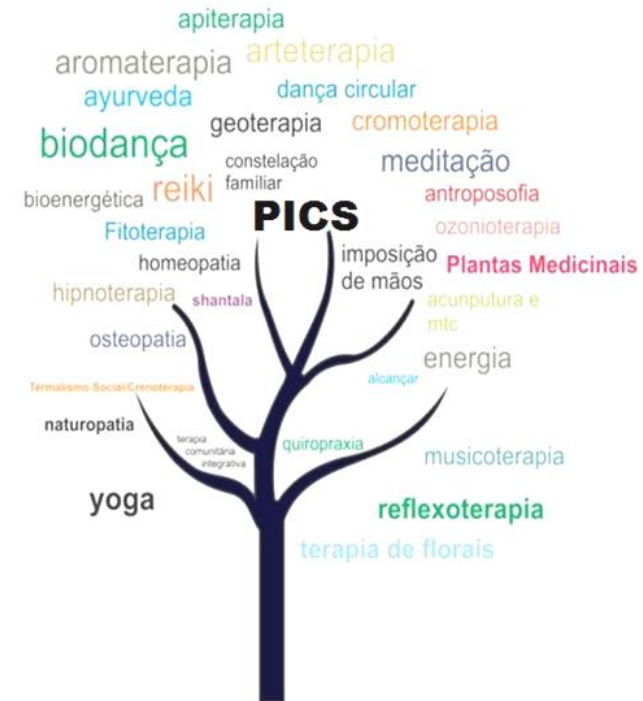 apiterapia
arteterapia
aromaterapia
ayurveda
dança circular
geoterapia
cromoterapia
biodança
constelação
familiar
meditação
bioenergética
reiki
antroposofia
PICS
ozonioterapia
Fitoterapia
homeopatia
imposição
de mãos
Plantas Medicinais
hipnoterapia
shantala
acunputura e
mtc
osteopatia
energia
alcançar
Termalismo Social/Crenoterapia
naturopatia
terapia
comunitária
integrativa
quiropraxia
musicoterapia
yoga
reflexoterapia
terapia de florais